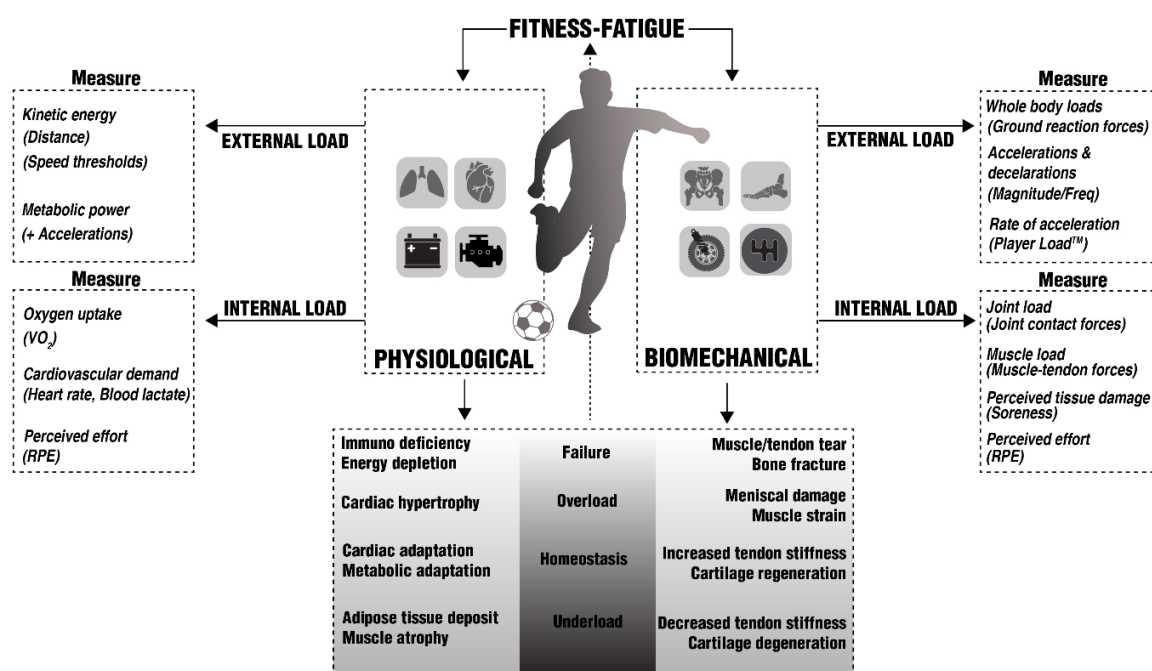 FITNESS-FATIGUE
Measure
Kinetic energy
(Distance)
(Speed thresholds)
Metabolic power
(+ Accelerations)
EXTERNAL LOAD
Measure
Oxygen uptake
(VO2)
Cardiovascular demand
(Heart rate, Blood lactate)
Perceived effort
(RPE)
INTERNAL LOAD
PHYSIOLOGICAL
+ -
BIOMECHANICAL
EXTERNAL LOAD
Measure
Whole body loads
(Ground reaction forces)
Accelerations &
decelarations
(Magnitude/Freq)
Rate of acceleration
(Player Load™)
INTERNAL LOAD
Measure
Joint load
(Joint contact forces)
Muscle load
(Muscle-tendon forces)
Perceived tissue damage
(Soreness)
Perceived effort
(RPE)
Immuno deficiency
Energy depletion
Failure
Muscle/tendon tear
Bone fracture
Cardiac hypertrophy
Overload
Meniscal damage
Muscle strain
Cardiac adaptation
Metabolic adaptation
Homeostasis
Increased tendon stiffness
Cartilage regeneration
Adipose tissue deposit
Muscle atrophy
Underload
Decreased tendon stiffness
Cartilage degeneration